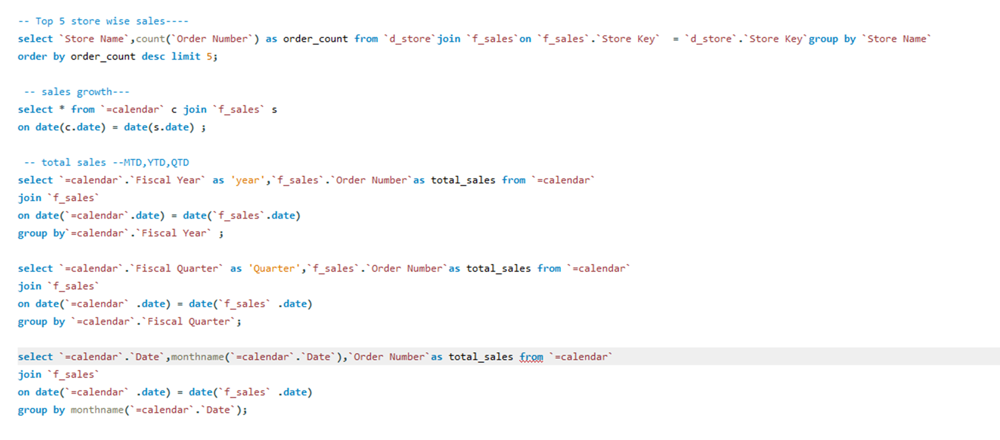 -- Top 5 store wise sales----
select `Store Name`,count(`Order Number`) as order_count from `d_store`join `f_sales`on `f_sales`.`Store Key`  = `d_store`.`Store Key`group by `Store Name`
order by order_count desc limit 5;
-- sales growth---
select * from `=calendar` c join `f_sales` s
on date(c.date) = date(s.date) ;
-- total sales --MTD,YTD,QTD
select `=calendar`.`Fiscal Year` as 'year',`f_sales`.`Order Number`as total_sales from `=calendar`
join `f_sales`
on date(`=calendar`.date) = date(`f_sales`.date)
group by`=calendar`.`Fiscal Year` ;
select `=calendar`.`Fiscal Quarter` as 'Quarter',`f_sales`.`Order Number`as total_sales from `=calendar`
join `f_sales`
on date(`=calendar` .date) = date(`f_sales` .date)
group by `=calendar`.`Fiscal Quarter`;
select `=calendar`.`Date`,monthname(`=calendar`.`Date`),`Order Number`as total_sales from `=calendar`
join `f_sales`
on date(`=calendar` .date) = date(`f_sales` .date)
group by monthname(`=calendar`.`Date`);